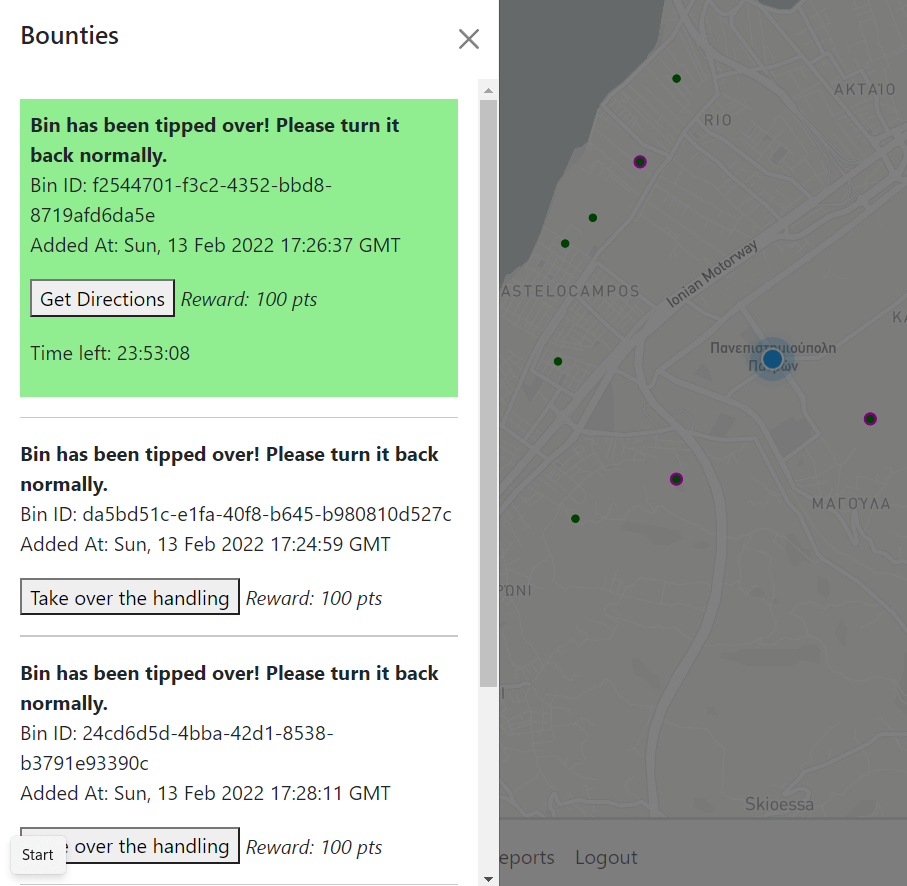 Bounties
Bin has been tipped over! Please turn it
back normally.
Bin ID: f2544701-f3c2-4352-bbd8-
8719afd6da5e
Added At: Sun, 13 Feb 2022 17:26:37 GMT
Get Directions Reward: 100 pts
Time left: 23:53:08
Bin has been tipped over! Please turn it back
normally.
Bin ID: da5bd51c-e1fa-40f8-b645-b980810d527c
Added At: Sun, 13 Feb 2022 17:24:59 GMT
Take over the handling Reward: 100 pts
Bin has been tipped over! Please turn it back
normally.
Bin ID: 24cd6d5d-4bba-42d1-8538-
b3791e93390c
Added At: Sun, 13 Feb 2022 17:28:11 GMT
over the handling Reward: 100 pts
Start
ΑΚΤΑΊΟ
RIO
Ionian Motorway
ASTELOCAMPOS
Πανεπιστημιούπολη
Πατρών
ΜΑΓΟΎΛΑ
Skioessa
eports Logout